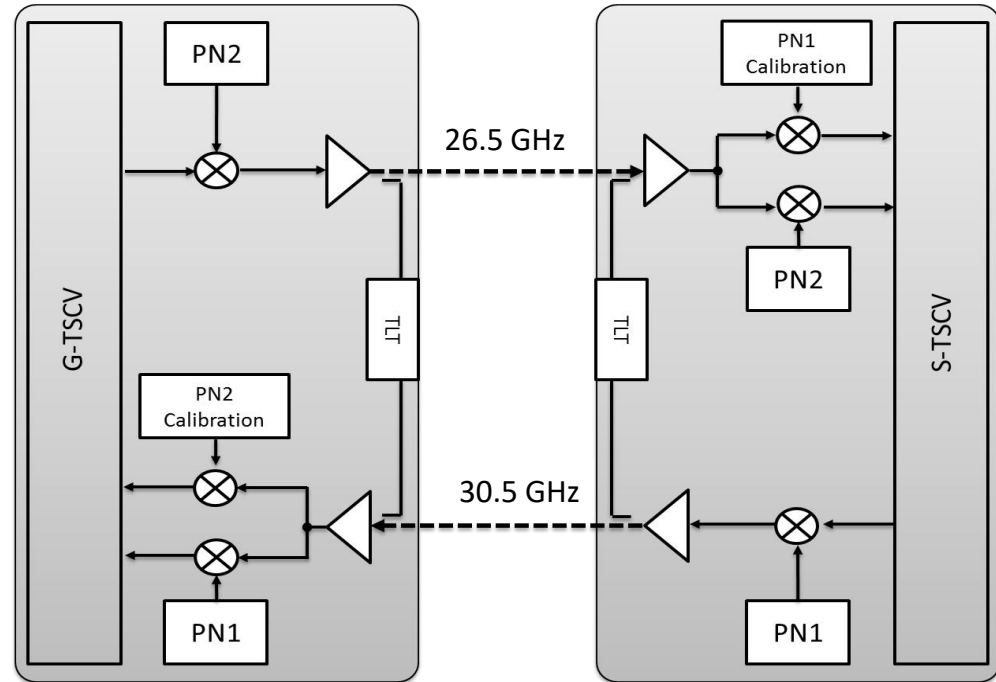 G-TSCV
PN2
TLT
PN2
Calibration
PN1
26.5 GHz
30.5 GHz
PN1
Calibration
PN2
TLT
PN1
S-TSCV